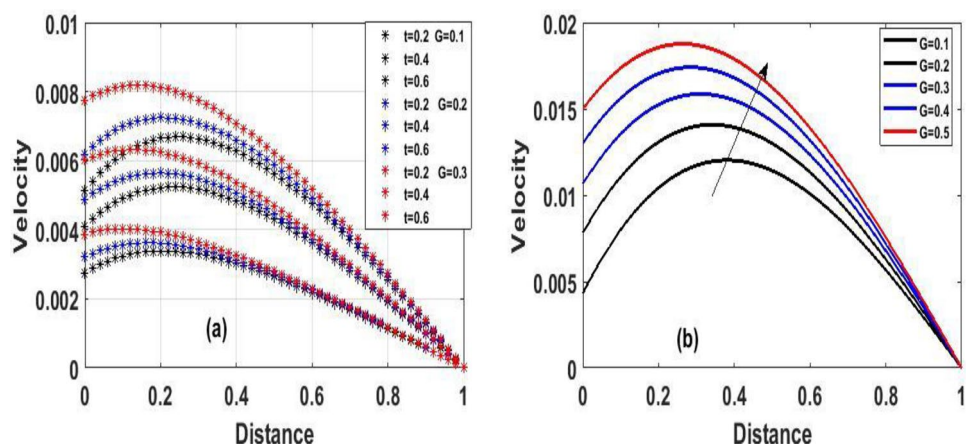 0.01
0.008
0.006
0.004
0.002
0
Velocity
0 0.2 0.4 0.6 0.8 1
Distance
(a)
t=0.2 G=0.1
t=0.4
t=0.6
t=0.2 G=0.2
t=0.4
t=0.6
t=0.2 G=0.3
t=0.4
t=0.6
0.02
0.015
0.01
0.005
0
Velocity
0 0.2 0.4 0.6 0.8 1
Distance
(b)
G=0.1
G=0.2
G=0.3
G=0.4
G=0.5